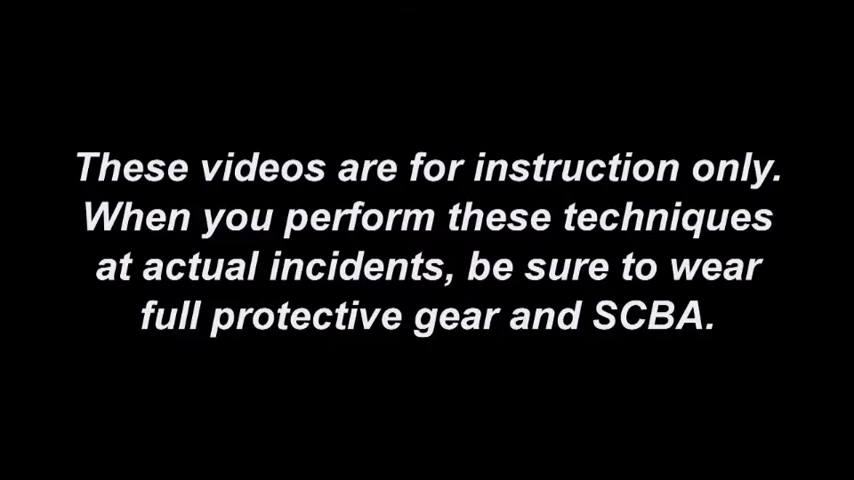 These videos are for instruction only.
When you perform these techniques
at actual incidents, be sure to wear
full protective gear and SCBA.